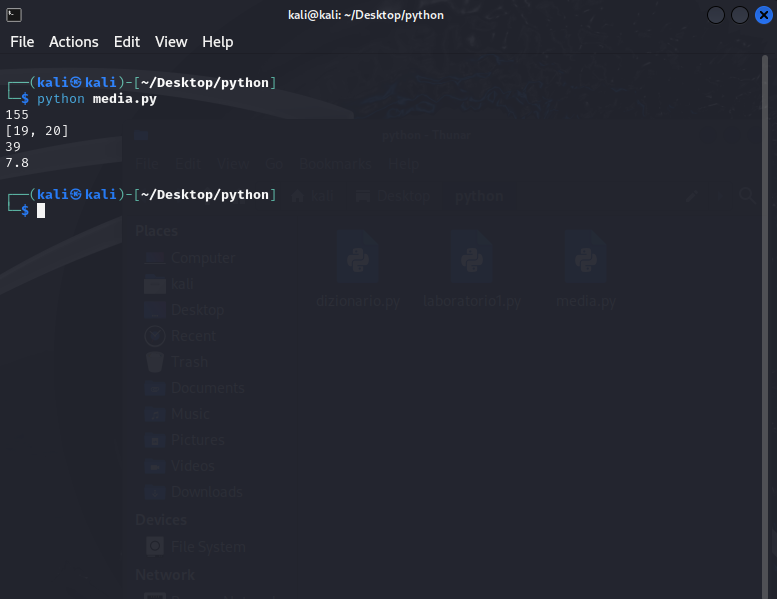 kali@kali: ~/Desktop/python
File Actions Edit View Help
┌──(kali㉿kali)-[~/Desktop/python]
└─$ python media.py
155
[19, 20]
39
7.8
┌──(kali㉿kali)-[~/Desktop/python]
└─$
python - Thunar
File Edit View Go Bookmarks Help
kali Desktop python
Places
Computer
kali
Desktop
Recent
Trash
Documents
Music
Pictures
Videos
Downloads
Devices
File System
Network
dizionario.py laboratorio1.py media.py